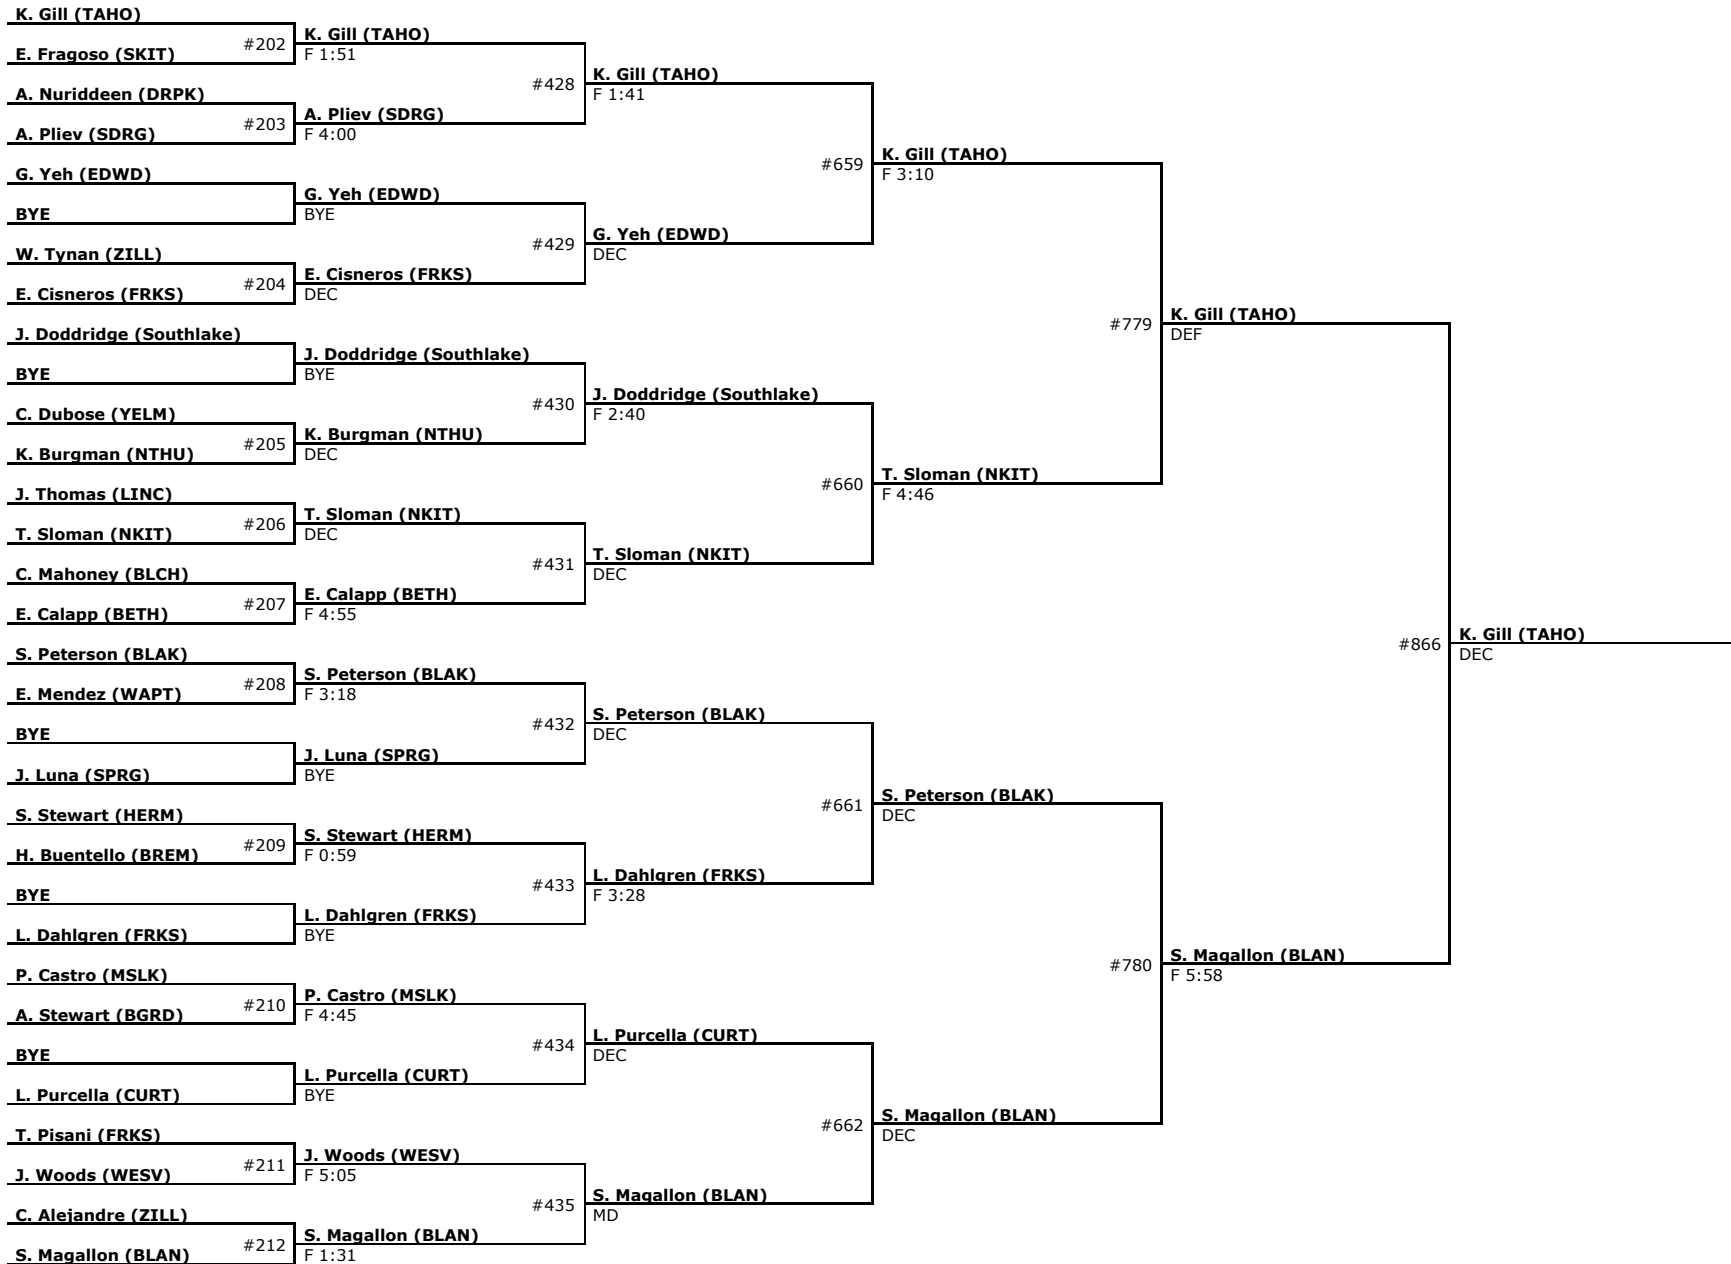 K. Gill (TAHO)
E. Fragoso (SKIT)
A. Nuriddeen (DRPK)
A. Pliev (SDRG)
G. Yeh (EDWD)
BYE
W. Tynan (ZILL)
E. Cisneros (FRKS)
J. Doddridge (Southlake)
BYE
C. Dubose (YELM)
K. Burgman (NTHU)
J. Thomas (LINC)
T. Sloman (NKIT)
C. Mahoney (BLCH)
E. Calapp (BETH)
S. Peterson (BLAK)
E. Mendez (WAPT)
BYE
J. Luna (SPRG)
S. Stewart (HERM)
H. Buentello (BREM)
BYE
L. Dahlgren (FRKS)
P. Castro (MSLK)
A. Stewart (BGRD)
BYE
L. Purcella (CURT)
T. Pisani (FRKS)
J. Woods (WESV)
C. Alejandre (ZILL)
S. Magallon (BLAN)
#202
#203
#204
#205
#206
#207
#208
#209
#210
#211
#212
K. Gill (TAHO)
F 1:51
A. Pliev (SDRG)
F 4:00
G. Yeh (EDWD)
BYE
E. Cisneros (FRKS)
DEC
J. Doddridge (Southlake)
BYE
K. Burgman (NTHU)
DEC
T. Sloman (NKIT)
DEC
E. Calapp (BETH)
F 4:55
S. Peterson (BLAK)
F 3:18
J. Luna (SPRG)
BYE
S. Stewart (HERM)
F 0:59
L. Dahlgren (FRKS)
BYE
P. Castro (MSLK)
F 4:45
L. Purcella (CURT)
BYE
J. Woods (WESV)
F 5:05
S. Magallon (BLAN)
F 1:31
#428
#429
#430
#431
#432
#433
#434
#435
K. Gill (TAHO)
F 1:41
G. Yeh (EDWD)
DEC
J. Doddridge (Southlake)
F 2:40
T. Sloman (NKIT)
DEC
S. Peterson (BLAK)
DEC
L. Dahlgren (FRKS)
F 3:28
L. Purcella (CURT)
DEC
S. Magallon (BLAN)
MD
#659
#660
#661
#662
K. Gill (TAHO)
F 3:10
T. Sloman (NKIT)
F 4:46
S. Peterson (BLAK)
DEC
S. Magallon (BLAN)
DEC
#779
#780
K. Gill (TAHO)
DEF
S. Magallon (BLAN)
F 5:58
#866
K. Gill (TAHO)
DEC